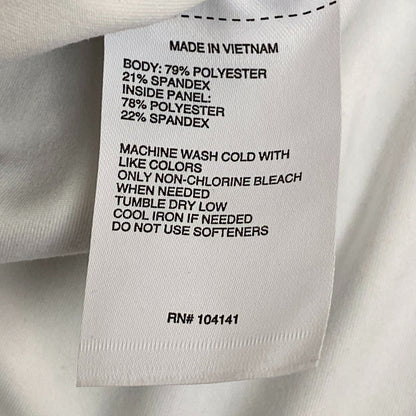 MADE IN VIETNAM
BODY: 79% POLYESTER
21% SPANDEX
INSIDE PANEL:
78% POLYESTER
22% SPANDEX
MACHINE WASH COLD WITH
LIKE COLORS
ONLY NON-CHLORINE BLEACH
WHEN NEEDED
TUMBLE DRY LOW
COOL IRON IF NEEDED
DO NOT USE SOFTENERS
RN# 104141